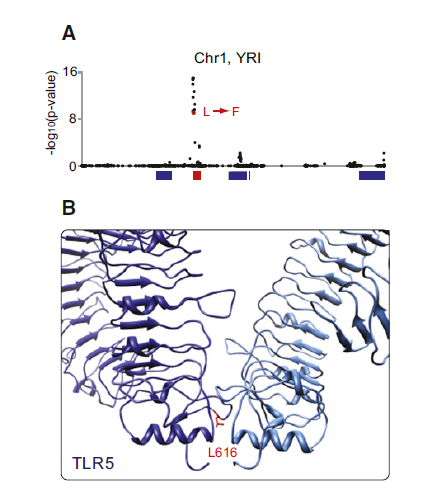 A
Chr1, YRI
-log10(p-value)
16
8
0
L → F
B
L616
TLR5